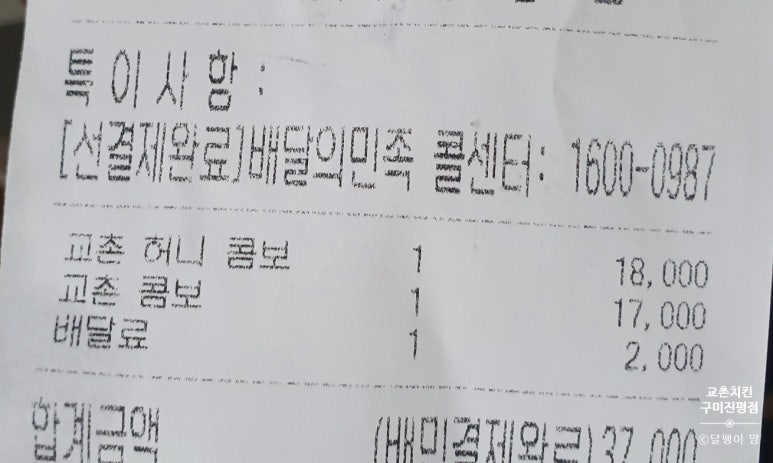 특이사항:
[선결제완료]배달의민족 콜센터: 1600-0987
교촌 허니 콤보 1 18,000
교촌 콤보 1 17,000
배달료 1 2,000
합계금액 (배민결제완료)37,000
교촌치킨
구미진평점
ⓒ달팽이 맘